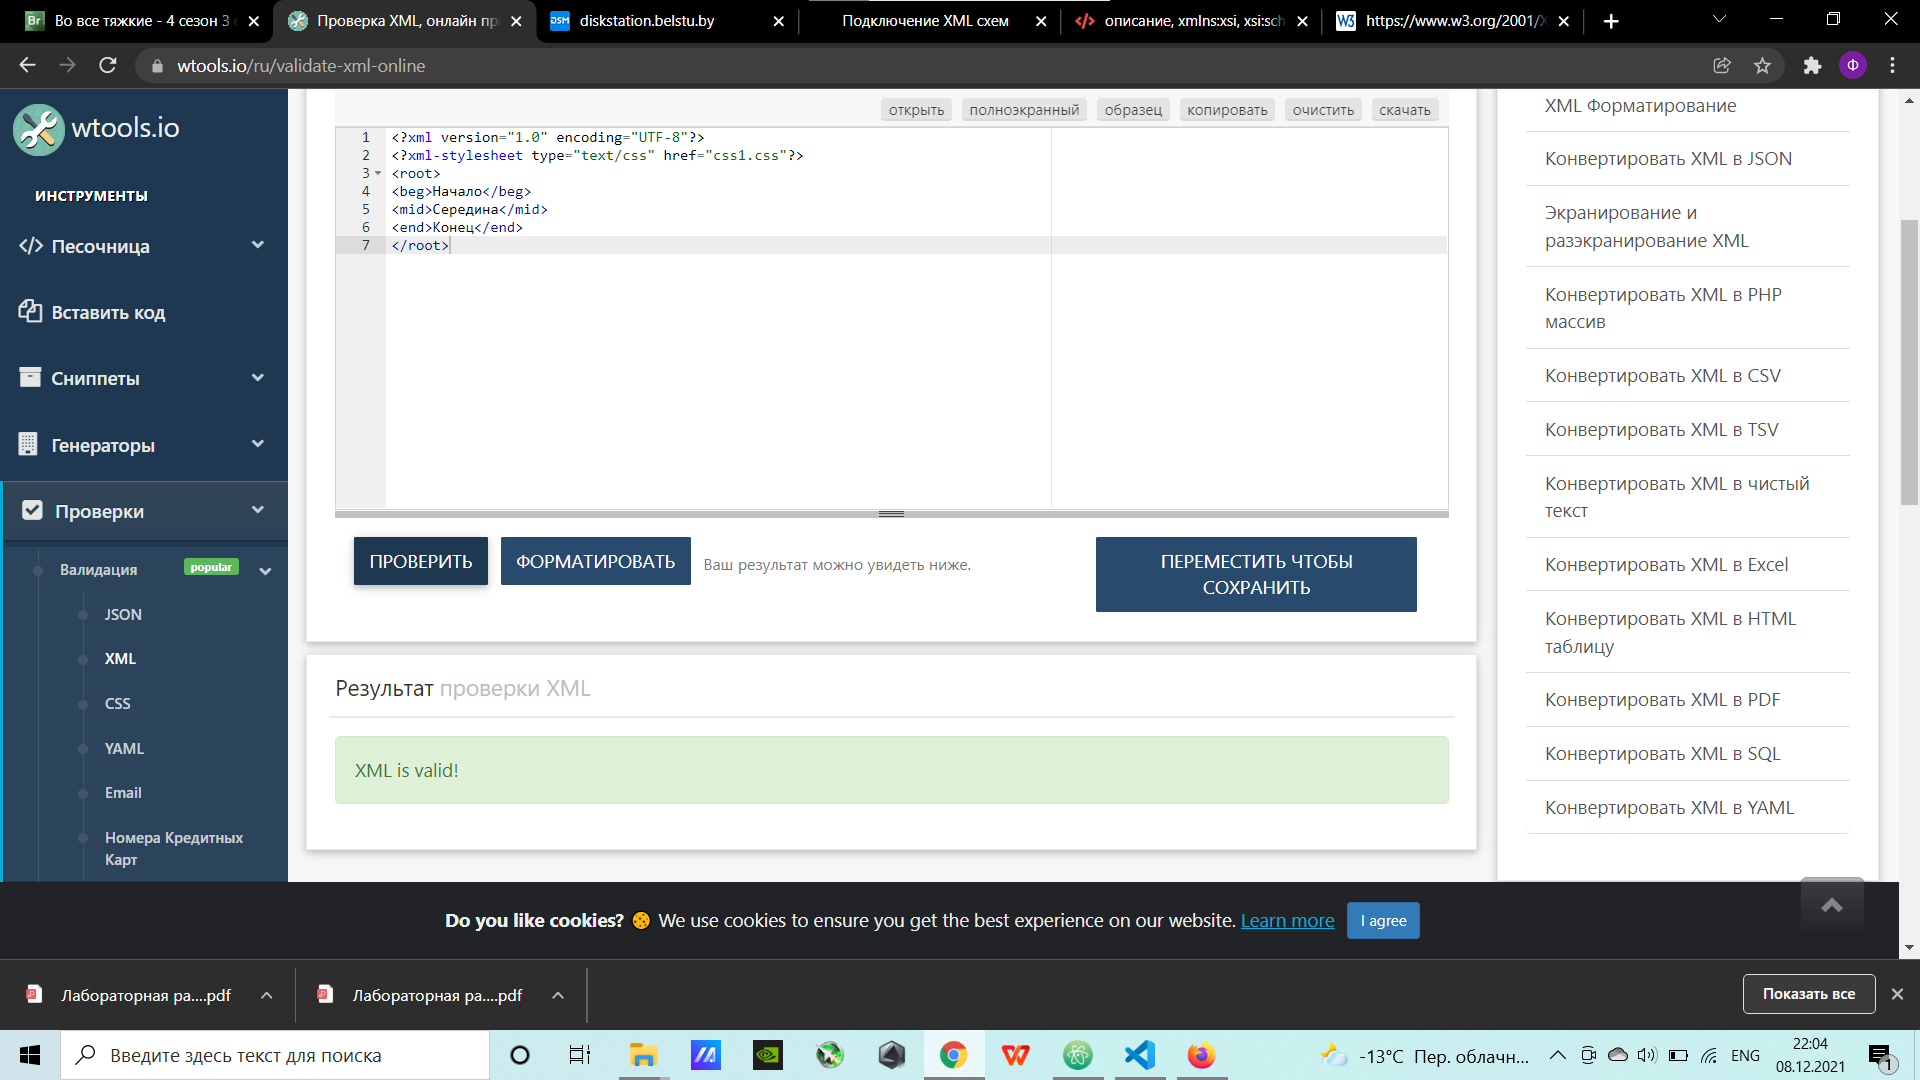 Во все тяжкие - 4 сезон 3 с
Проверка XML, онлайн пр
diskstation.belstu.by
Подключение XML схем
описание, xmlns:xsi, xsi:sch
https://www.w3.org/2001/X
wtools.io/ru/validate-xml-online
Ф
wtools.io
ИНСТРУМЕНТЫ
Песочница
Вставить код
Сниппеты
Генераторы
Проверки
Валидация popular
JSON
XML
CSS
YAML
Email
Номера Кредитных
Карт
открыть полноэкранный образец копировать очистить скачать
1 <?xml version="1.0" encoding="UTF-8"?>
2 <?xml-stylesheet type="text/css" href="css1.css"?>
3 <root>
4 <beg>Начало</beg>
5 <mid>Середина</mid>
6 <end>Конец</end>
7 </root>
ПРОВЕРИТЬ
ФОРМАТИРОВАТЬ
Ваш результат можно увидеть ниже.
ПЕРЕМЕСТИТЬ ЧТОБЫ
СОХРАНИТЬ
Результат проверки XML
XML is valid!
XML Форматирование
Конвертировать XML в JSON
Экранирование и
разэкранирование XML
Конвертировать XML в PHP
массив
Конвертировать XML в CSV
Конвертировать XML в TSV
Конвертировать XML в чистый
текст
Конвертировать XML в Excel
Конвертировать XML в HTML
таблицу
Конвертировать XML в PDF
Конвертировать XML в SQL
Конвертировать XML в YAML
Do you like cookies? We use cookies to ensure you get the best experience on our website. Learn more I agree
Лабораторная ра....pdf
Лабораторная ра....pdf
Показать все
Введите здесь текст для поиска
-13°C Пер. облачн...
ENG
22:04
08.12.2021
1